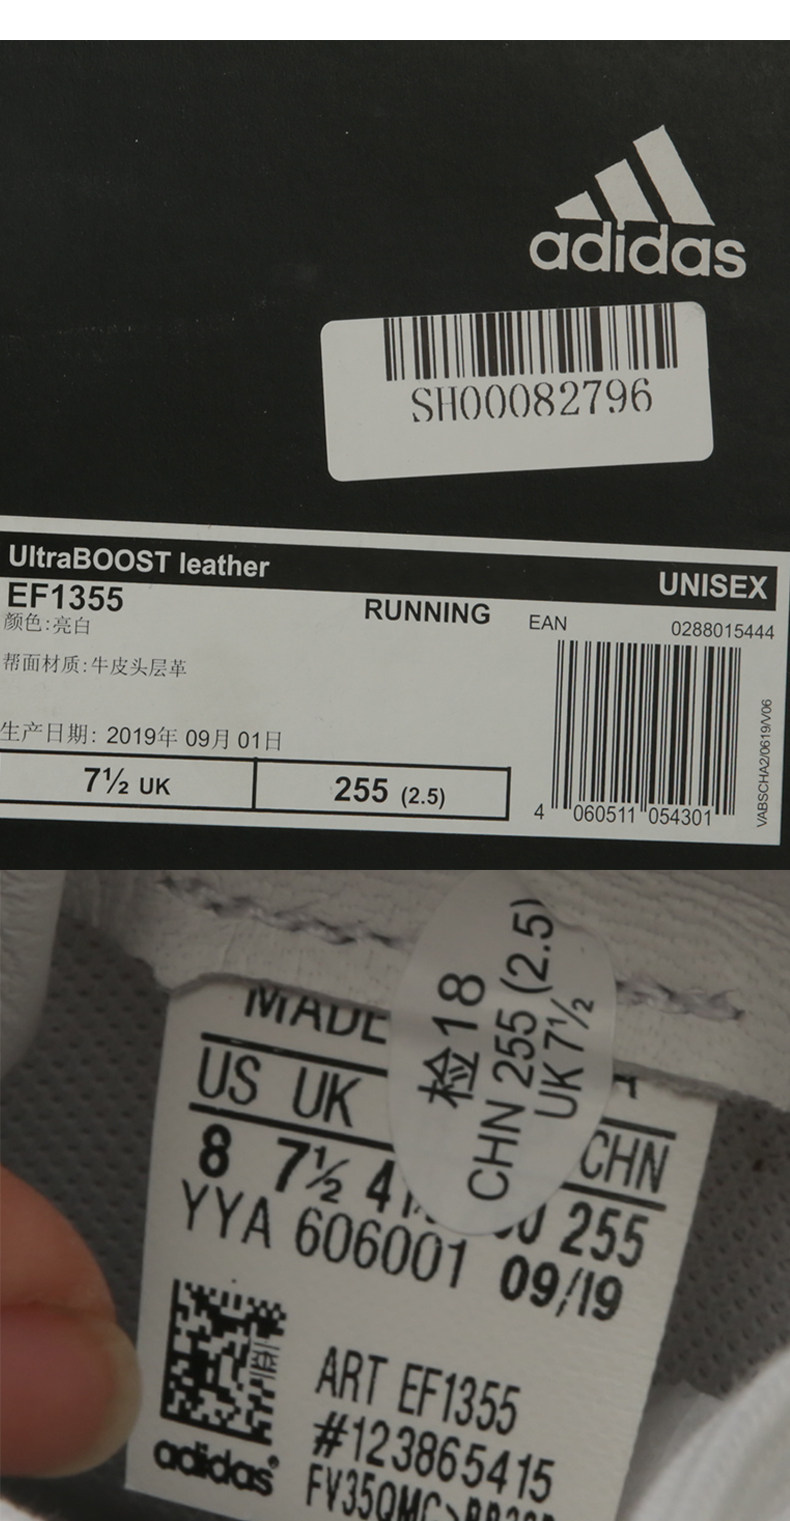 adidas
SH00082796
UltraBOOST leather
UNISEX
EF1355
RUNNING
EAN
0288015444
颜色:亮白
帮面材质:牛皮头层革
生产日期: 2019年 09月 01日
7½ UK
255 (2.5)
4 060511 054301
VABSCHA2/0619/V06
检18
CHN 255 (2.5)
UK 7½
MADE
US UK CHN
8 7½ 255
YYA 606001 09/19
ART EF1355
#123865415
adidas®